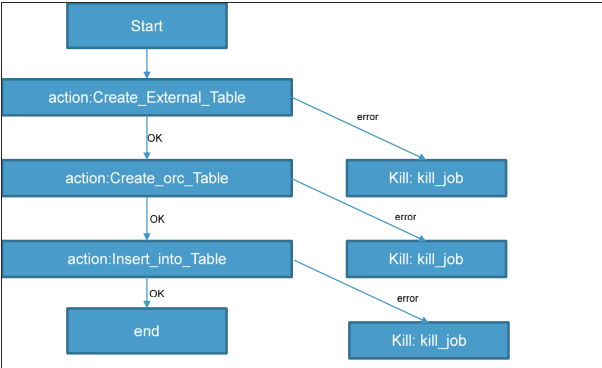 Start
action:Create_External_Table
error
OK
action:Create_orc_Table
Kill: kill_job
error
OK
action:Insert_into_Table
Kill: kill_job
error
OK
end
Kill: kill_job